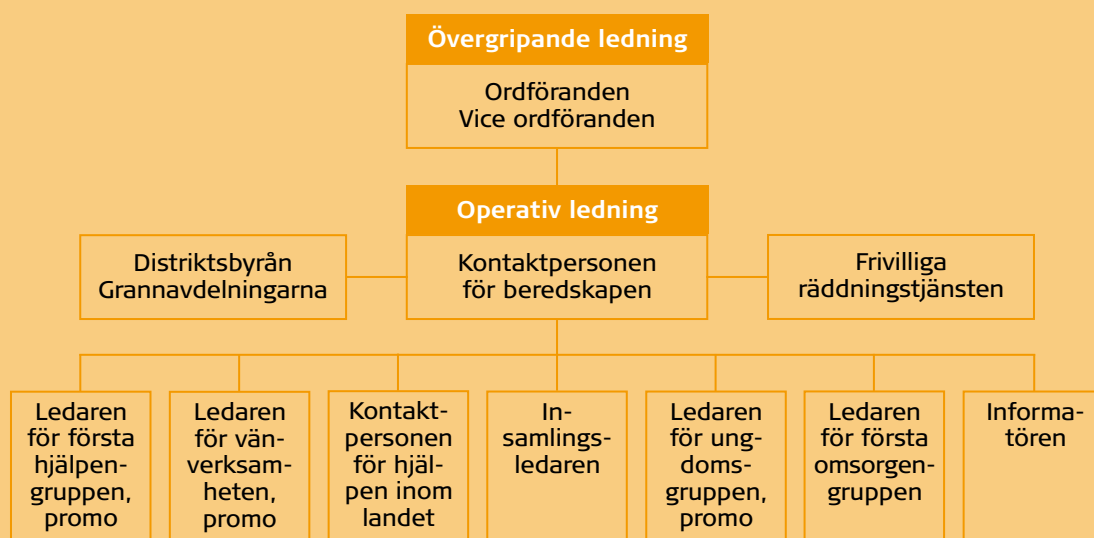 Övergripande ledning
Ordföranden
Vice ordföranden
Operativ ledning
Distriktsbyrån
Grannavdelningarna
Kontaktpersonen
för beredskapen
Frivilliga
räddningstjänsten
Ledaren
för första
hjälpen-
gruppen,
promo
Ledaren
för vän-
verksam-
heten,
promo
Kontakt-
personen
för hjäl-
pen inom
landet
In-
samlings-
ledaren
Ledaren
för ung-
doms-
gruppen,
promo
Ledaren
för första
omsorgen-
gruppen
Informa-
tören